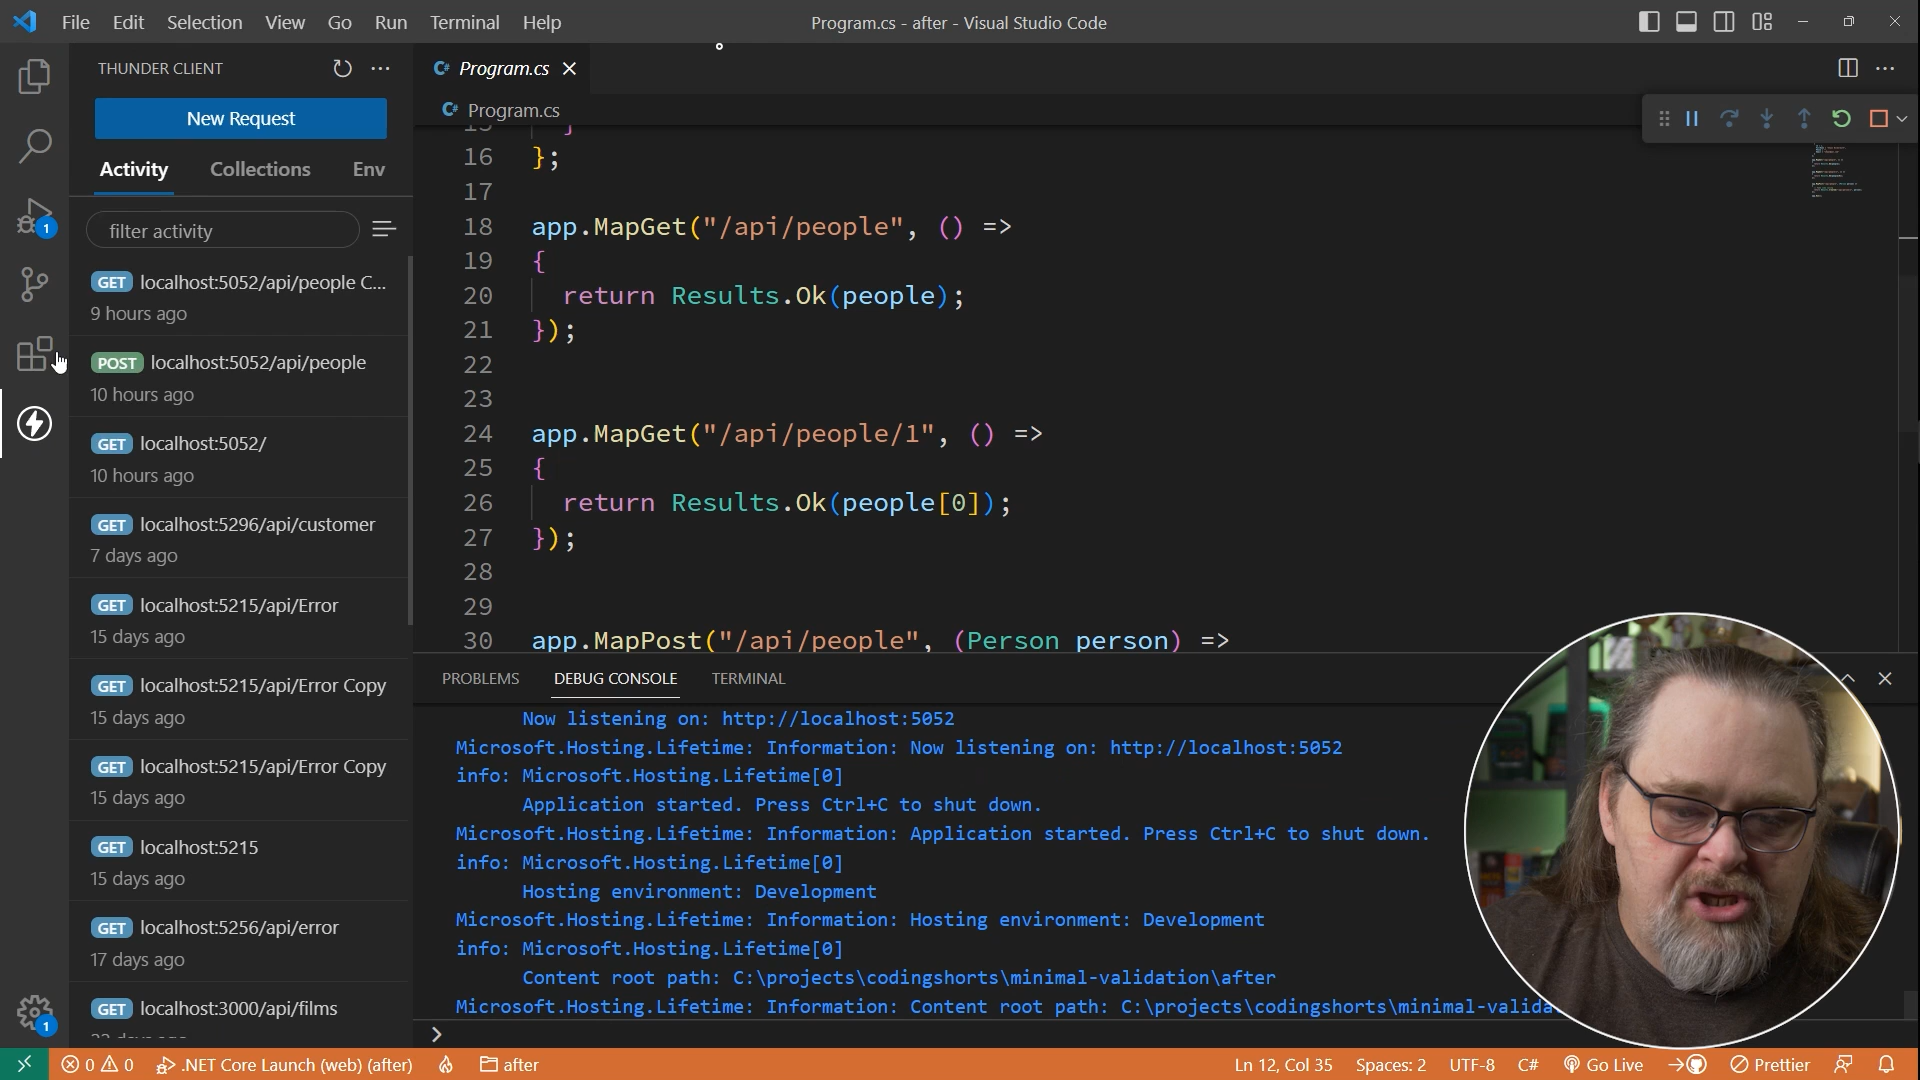 File Edit Selection View Go Run Terminal Help
Program.cs - after - Visual Studio Code
THUNDER CLIENT
New Request
Activity Collections Env
filter activity
GET localhost:5052/api/people C...
9 hours ago
POST localhost:5052/api/people
10 hours ago
GET localhost:5052/
10 hours ago
GET localhost:5296/api/customer
7 days ago
GET localhost:5215/api/Error
15 days ago
GET localhost:5215/api/Error Copy
15 days ago
GET localhost:5215/api/Error Copy
15 days ago
GET localhost:5215
15 days ago
GET localhost:5256/api/error
17 days ago
GET localhost:3000/api/films
1
1
Program.cs
Program.cs
15 }
16 };
17
18 app.MapGet("/api/people", () =>
19 {
20 return Results.Ok(people);
21 });
22
23
24 app.MapGet("/api/people/1", () =>
25 {
26 return Results.Ok(people[0]);
27 });
28
29
30 app.MapPost("/api/people", (Person person) =>
PROBLEMS DEBUG CONSOLE TERMINAL
Now listening on: http://localhost:5052
Microsoft.Hosting.Lifetime: Information: Now listening on: http://localhost:5052
info: Microsoft.Hosting.Lifetime[0]
Application started. Press Ctrl+C to shut down.
Microsoft.Hosting.Lifetime: Information: Application started. Press Ctrl+C to shut down.
info: Microsoft.Hosting.Lifetime[0]
Hosting environment: Development
Microsoft.Hosting.Lifetime: Information: Hosting environment: Development
info: Microsoft.Hosting.Lifetime[0]
Content root path: C:\projects\codingshorts\minimal-validation\after
Microsoft.Hosting.Lifetime: Information: Content root path: C:\projects\codingshorts\minimal-valida
0 0 .NET Core Launch (web) (after) after Ln 12, Col 35 Spaces: 2 UTF-8 C# Go Live Prettier